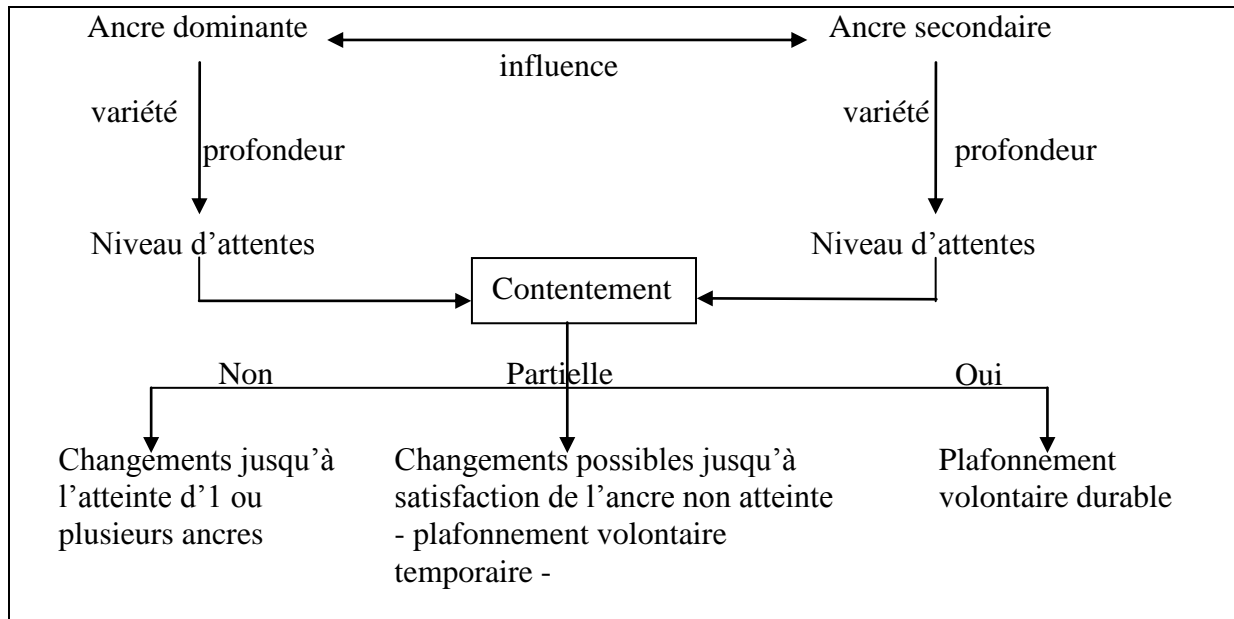 Ancre dominante
Ancre secondaire
influence
variété
profondeur
variété
profondeur
Niveau d’attentes
Niveau d’attentes
Contentement
Non
Partielle
Oui
Changements jusqu’à
l’atteinte d’1 ou
plusieurs ancres
Changements possibles jusqu’à
satisfaction de l’ancre non atteinte
- plafonnement volontaire
temporaire -
Plafonnement
volontaire durable